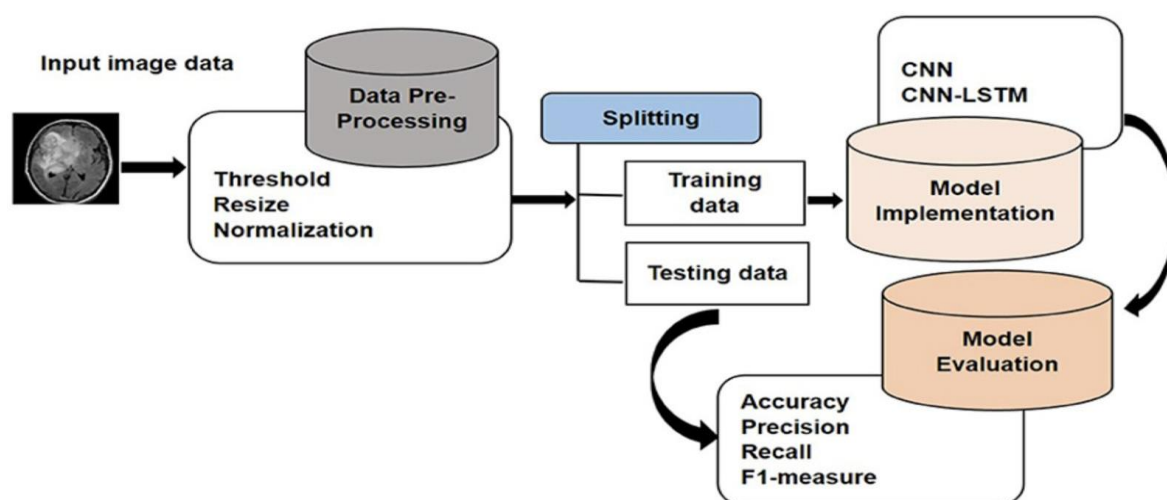 Input image data
Data Pre-
Processing
Threshold
Resize
Normalization
Splitting
Training
data
Testing data
CNN
CNN-LSTM
Model
Implementation
Model
Evaluation
Accuracy
Precision
Recall
F1-measure